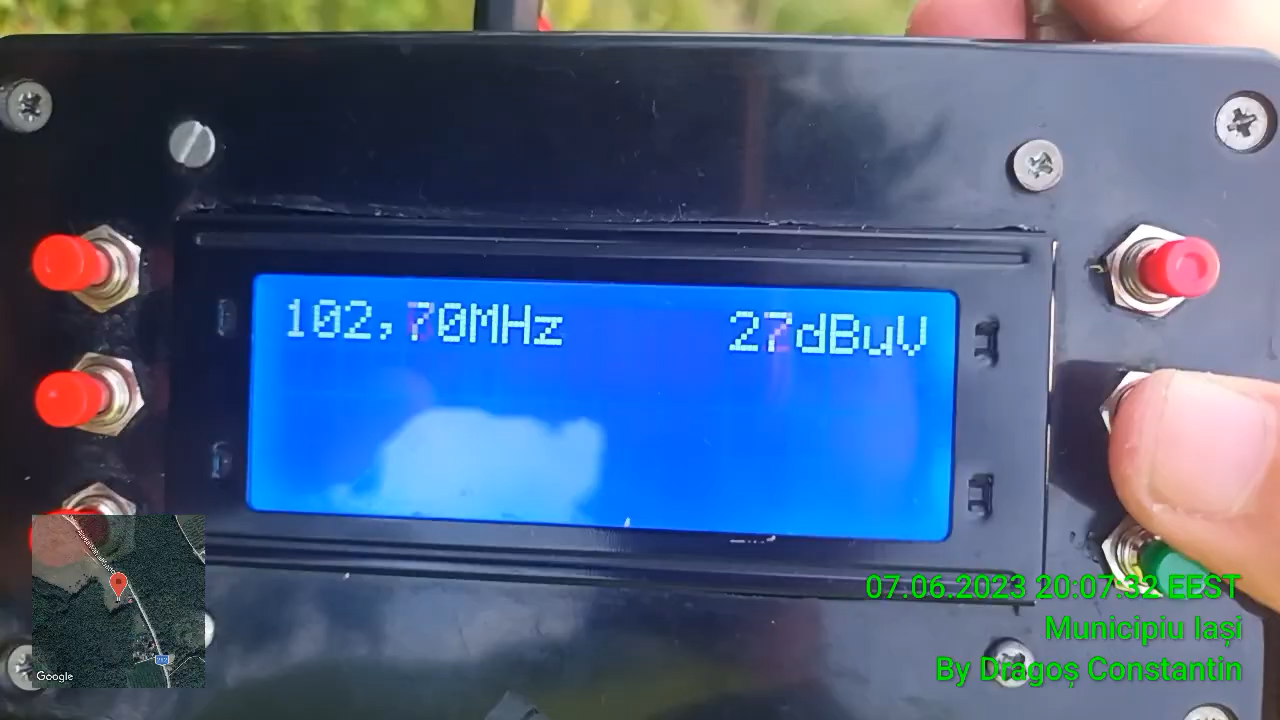 102,70MHz 27dBuV
07.06.2023 20:07:32 EEST
Municipiu Iași
By Dragoș Constantin
Google